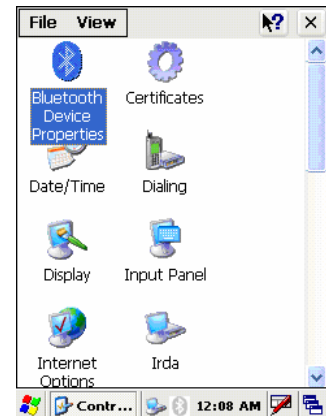 File View ?
Bluetooth
Device
Properties
Certificates
Date/Time
Dialing
Display
Input Panel
Internet
Options
Irda
Contr... 12:08 AM